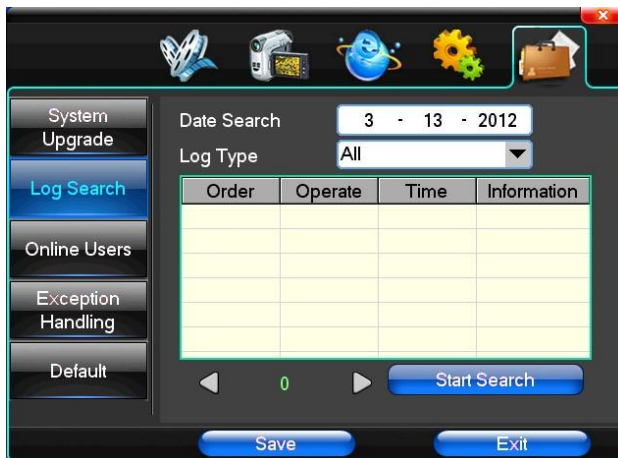 System
Upgrade
Log Search
Online Users
Exception
Handling
Default
Date Search 3 - 13 - 2012
Log Type All
Order Operate Time Information
0 Start Search
Save Exit